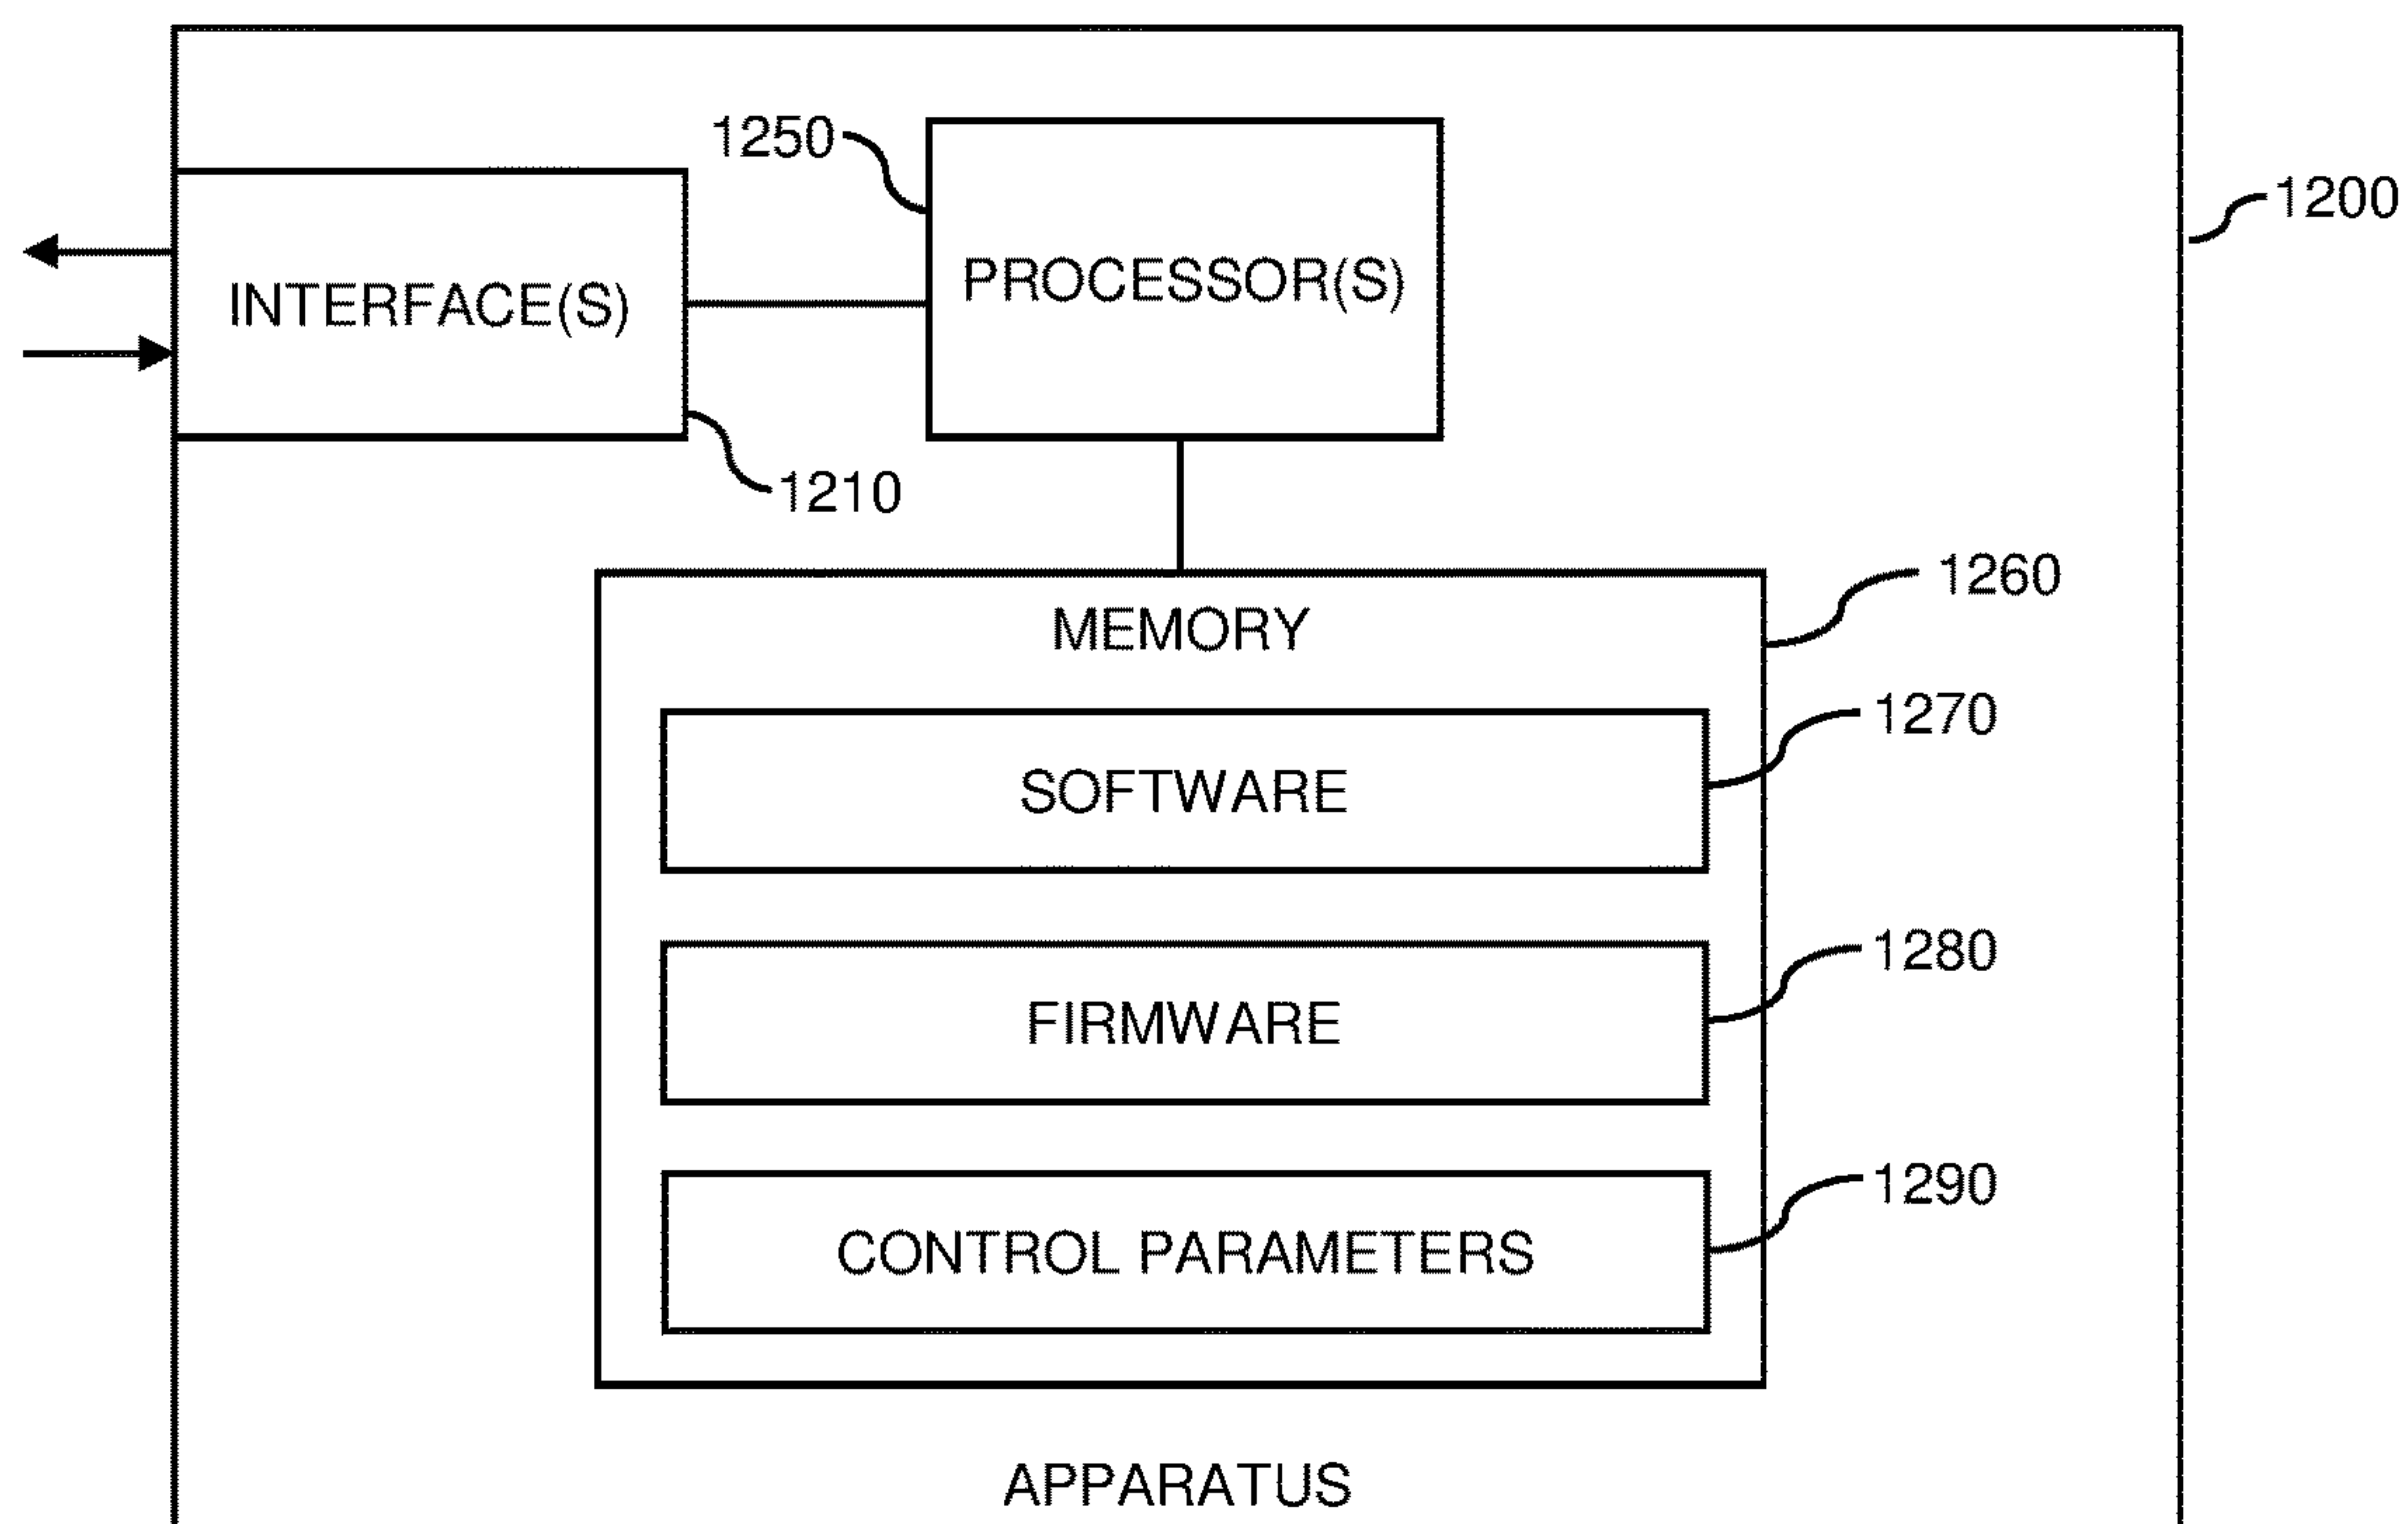 1250
1200
PROCESSOR(S)
INTERFACE(S)
1210
1260
MEMORY
1270
SOFTWARE
1280
FIRMWARE
1290
CONTROL PARAMETERS
APPARATUS